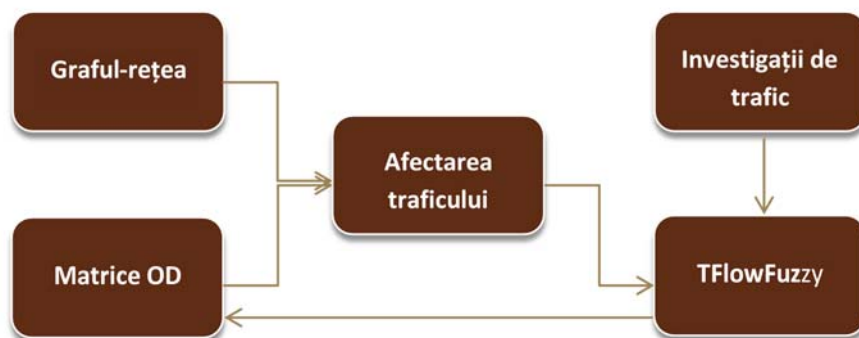 Graful-rețea
Investigații de
trafic
Afectarea
traficului
Matrice OD
TFlowFuzzy